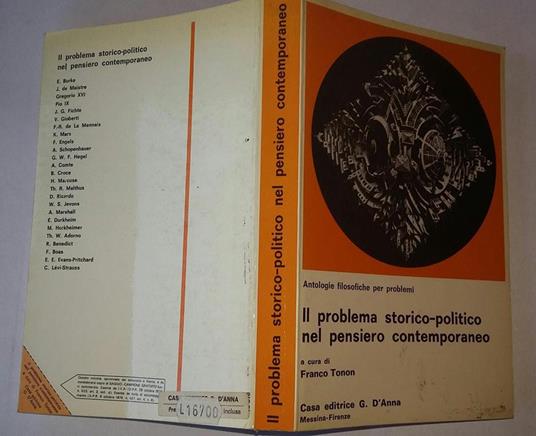 Il problema storico-politico
nel pensiero contemporaneo
E. Burke
J. de Maistre
Gregorio XVI
Pio IX
J. G. Fichte
V. Gioberti
F.-R. de La Mennais
K. Marx
F. Engels
A. Schopenhauer
G. W. F. Hegel
A. Comte
B. Croce
H. Marcuse
Th. R. Malthus
D. Ricardo
W. S. Jevons
A. Marshall
E. Durkheim
M. Horkheimer
Th. W. Adorno
R. Benedict
F. Boas
E. E. Evans-Pritchard
C. Lévi-Strauss
CASA
D'ANNA
L16700
Il problema storico-politico nel pensiero contemporaneo
Antologie filosofiche per problemi
Il problema storico-politico
nel pensiero contemporaneo
a cura di
Franco Tonon
Casa editrice G. D'Anna
Messina-Firenze